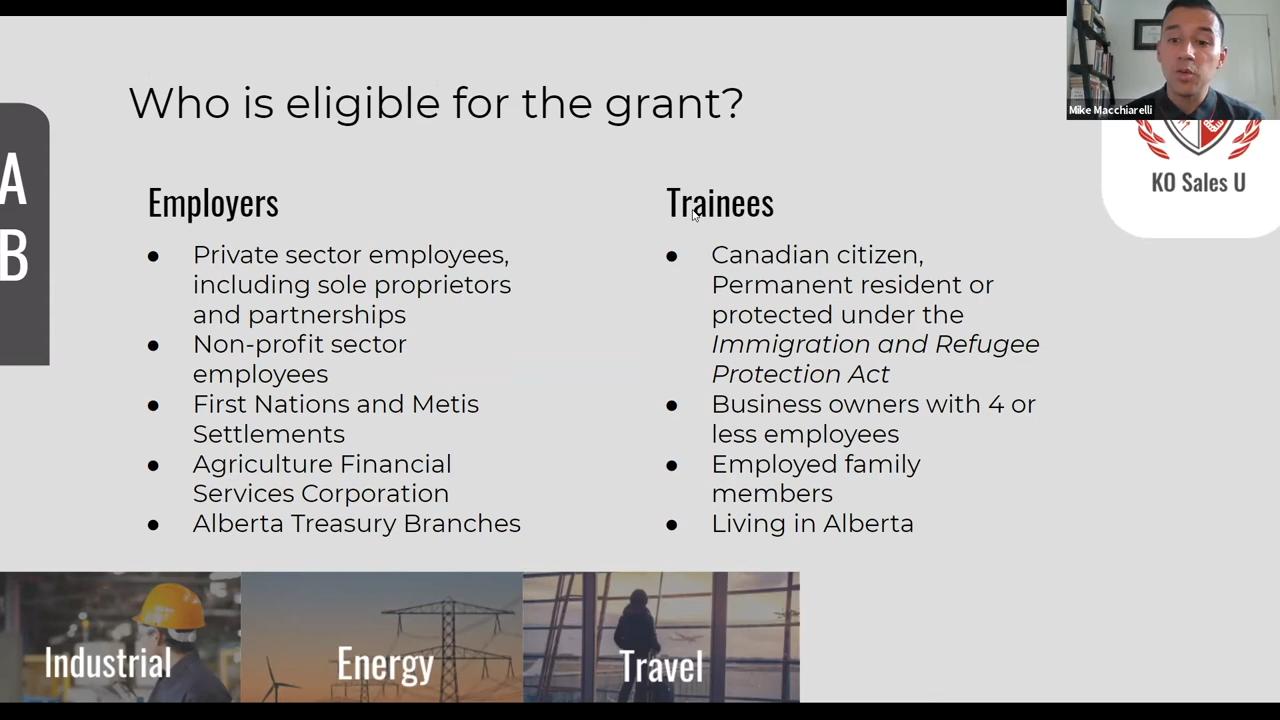 Mike Macchiarelli
KO Sales U
A
B
Who is eligible for the grant?
Employers
● Private sector employees,
including sole proprietors
and partnerships
● Non-profit sector
employees
● First Nations and Metis
Settlements
● Agriculture Financial
Services Corporation
● Alberta Treasury Branches
Trainees
● Canadian citizen,
Permanent resident or
protected under the
Immigration and Refugee
Protection Act
● Business owners with 4 or
less employees
● Employed family
members
● Living in Alberta
Industrial
Energy
Travel